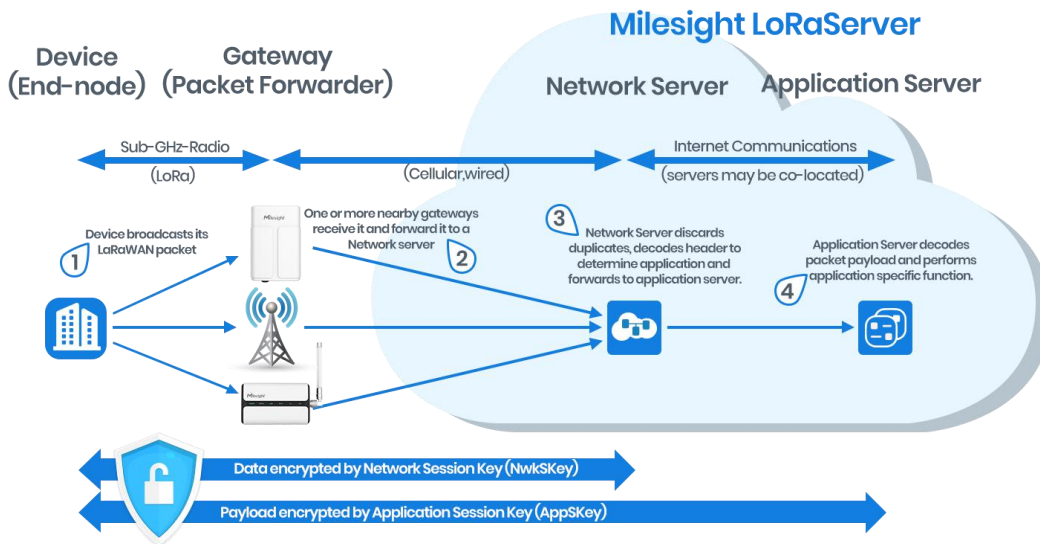 Milesight LoRaServer
Device
(End-node)
Gateway
(Packet Forwarder)
Network Server
Application Server
Sub-GHz-Radio
(LoRa)
(Cellular,wired)
Internet Communications
(servers may be co-located)
1
Device broadcasts its
LaRaWAN packet
Milesight
One or more nearby gateways
receive it and forward it to a
Network server
2
3
Network Server discards
duplicates, decodes header to
determine application and
forwards to application server.
4
Application Server decodes
packet payload and performs
application specific function.
Milesight
Data encrypted by Network Session Key (NwkSKey)
Payload encrypted by Application Session Key (AppSKey)